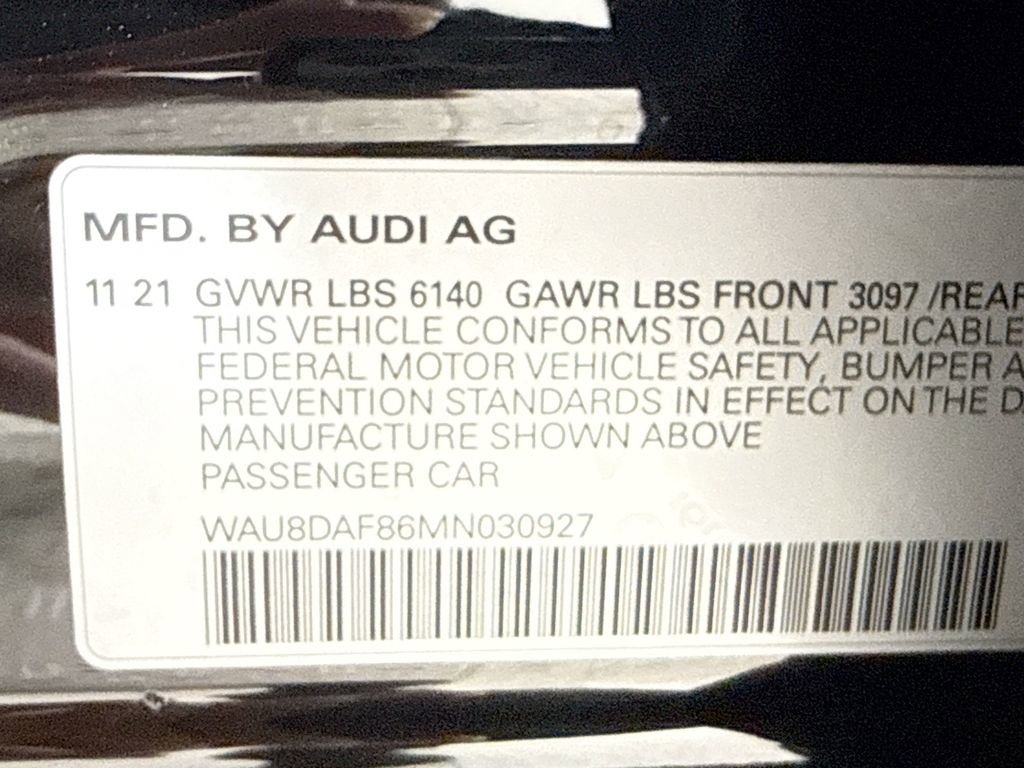 MFD. BY AUDI AG
11 21 GVWR LBS 6140 GAWR LBS FRONT 3097 /REAR
THIS VEHICLE CONFORMS TO ALL APPLICABLE
FEDERAL MOTOR VEHICLE SAFETY, BUMPER A
PREVENTION STANDARDS IN EFFECT ON THE D
MANUFACTURE SHOWN ABOVE
PASSENGER CAR
WAU8DAF86MN030927